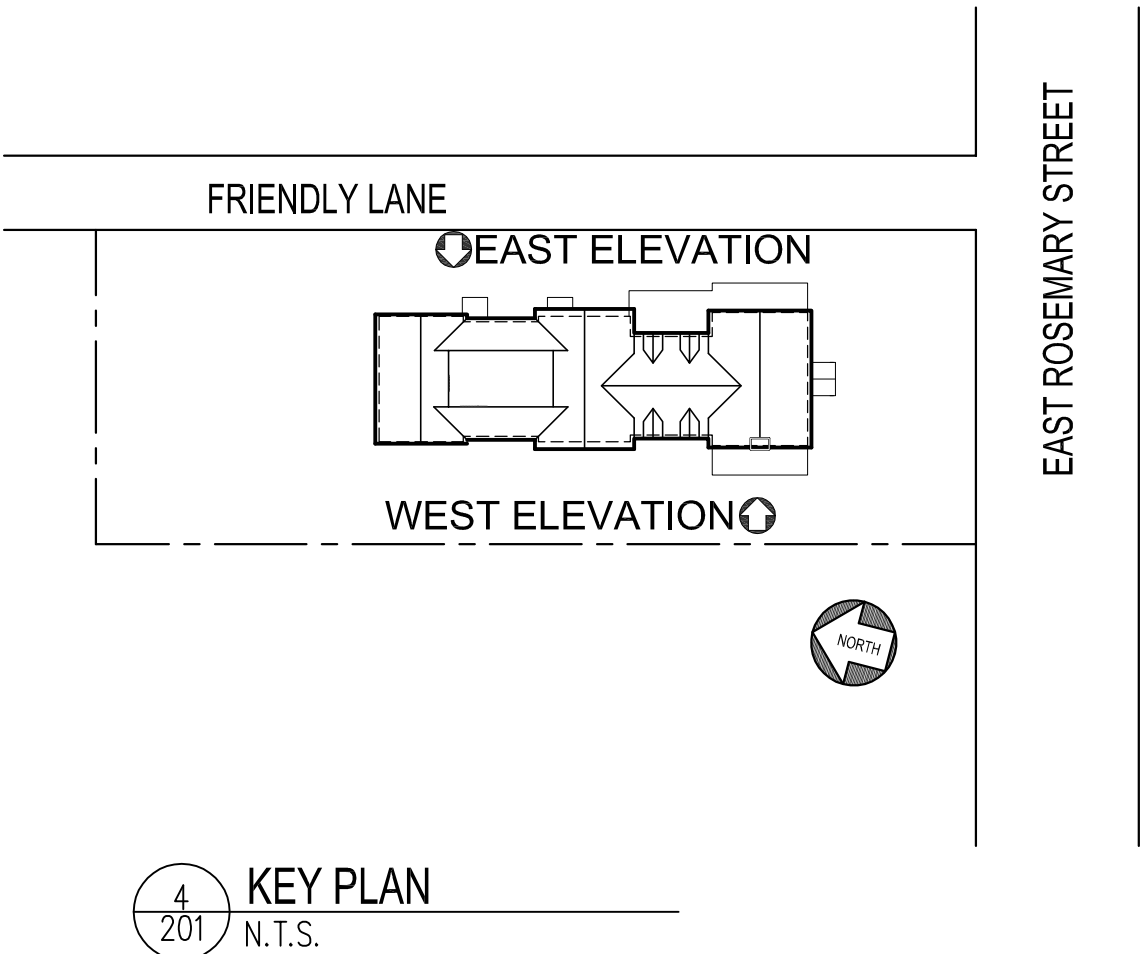 FRIENDLY LANE
EAST ELEVATION
EAST ROSEMARY STREET
WEST ELEVATION
NORTH
4
201
KEY PLAN
N.T.S.